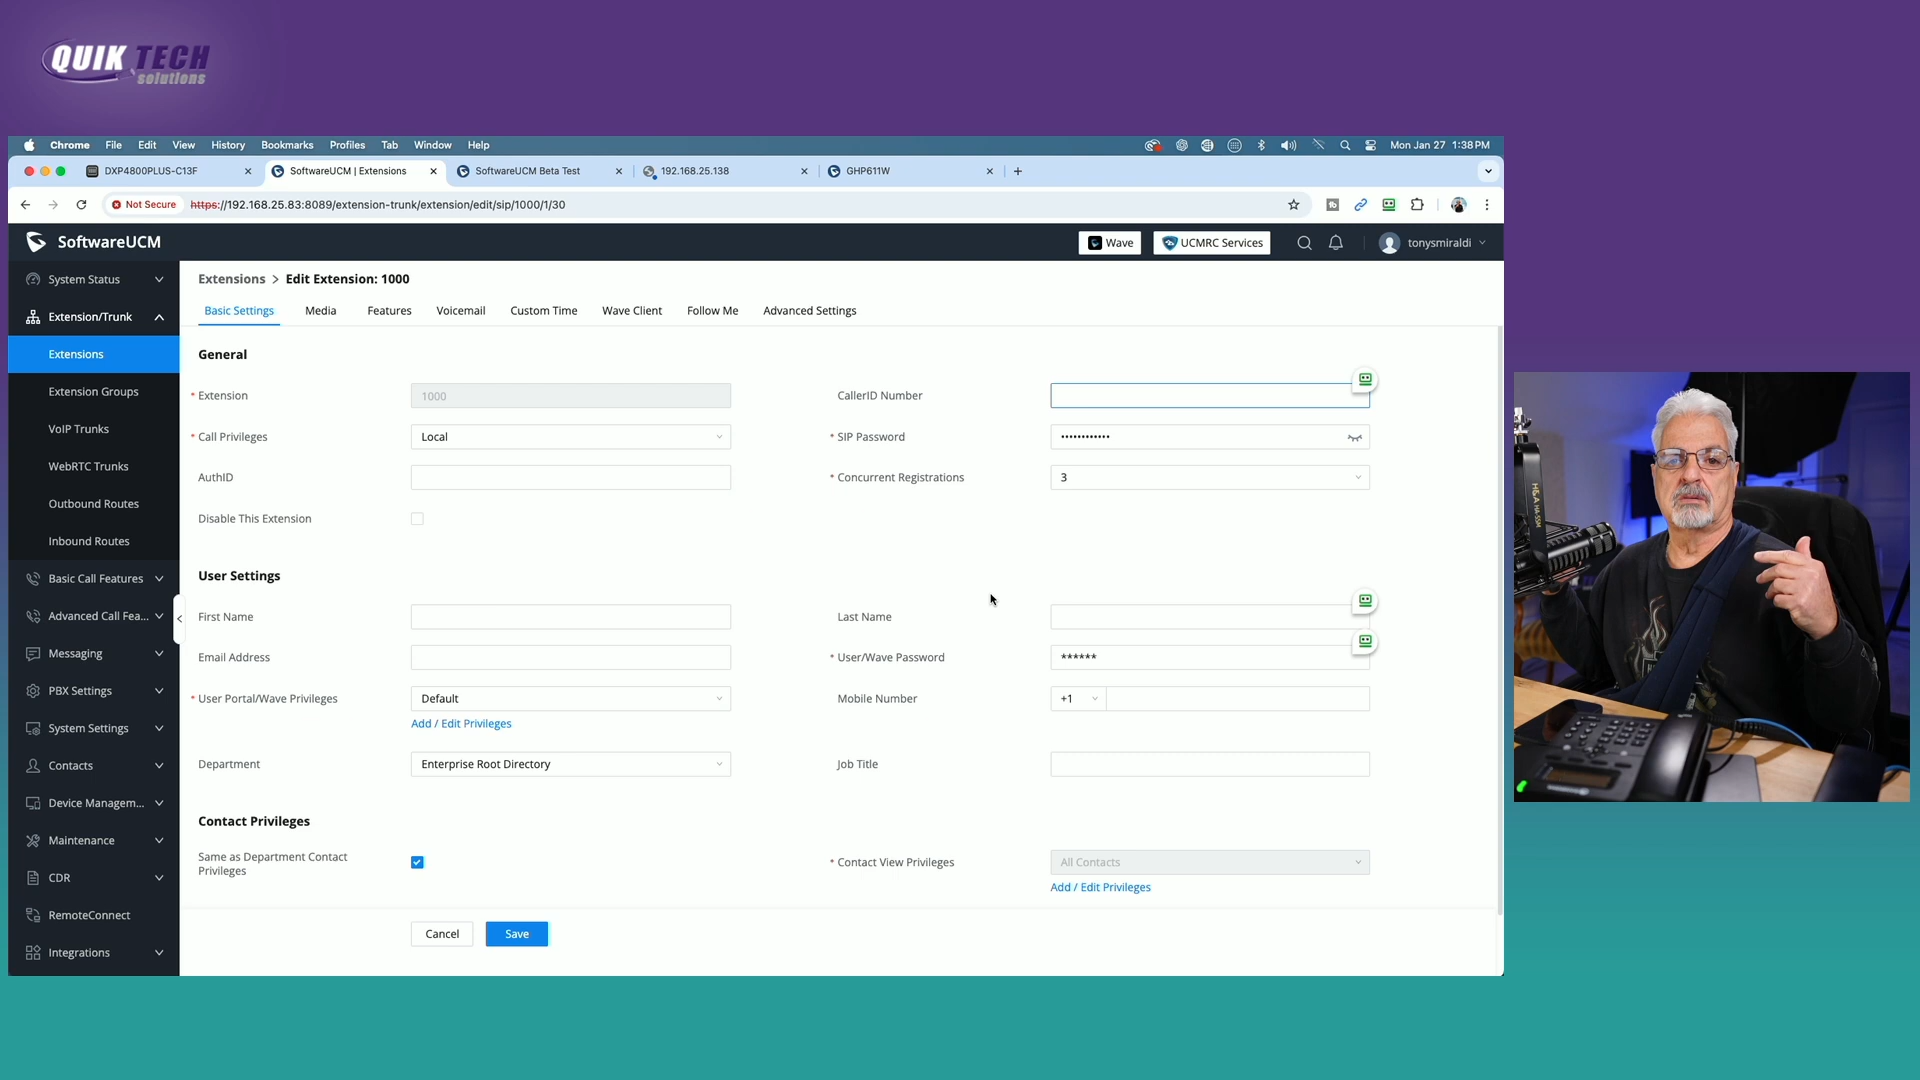 QUIK TECH
solutions
Chrome File Edit View History Bookmarks Profiles Tab Window Help Mon Jan 27 1:38 PM
DXP4800PLUS-C13F SoftwareUCM | Extensions SoftwareUCM Beta Test 192.168.25.138 GHP611W
Not Secure https://192.168.25.83:8089/extension-trunk/extension/edit/sip/1000/1/30
SoftwareUCM Wave UCMRC Services tonysmiraldi
System Status
Extension/Trunk
Extensions
Extension Groups
VoIP Trunks
WebRTC Trunks
Outbound Routes
Inbound Routes
Basic Call Features
Advanced Call Fea...
Messaging
PBX Settings
System Settings
Contacts
Device Managem...
Maintenance
CDR
RemoteConnect
Integrations
Extensions > Edit Extension: 1000
Basic Settings Media Features Voicemail Custom Time Wave Client Follow Me Advanced Settings
General
* Extension 1000 CallerID Number
* Call Privileges Local * SIP Password ••••••••••••
AuthID * Concurrent Registrations 3
Disable This Extension
User Settings
First Name Last Name
Email Address * User/Wave Password ******
* User Portal/Wave Privileges Default Mobile Number +1
Add / Edit Privileges
Department Enterprise Root Directory Job Title
Contact Privileges
Same as Department Contact
Privileges * Contact View Privileges All Contacts
Add / Edit Privileges
Cancel Save
H&A HA-SSM